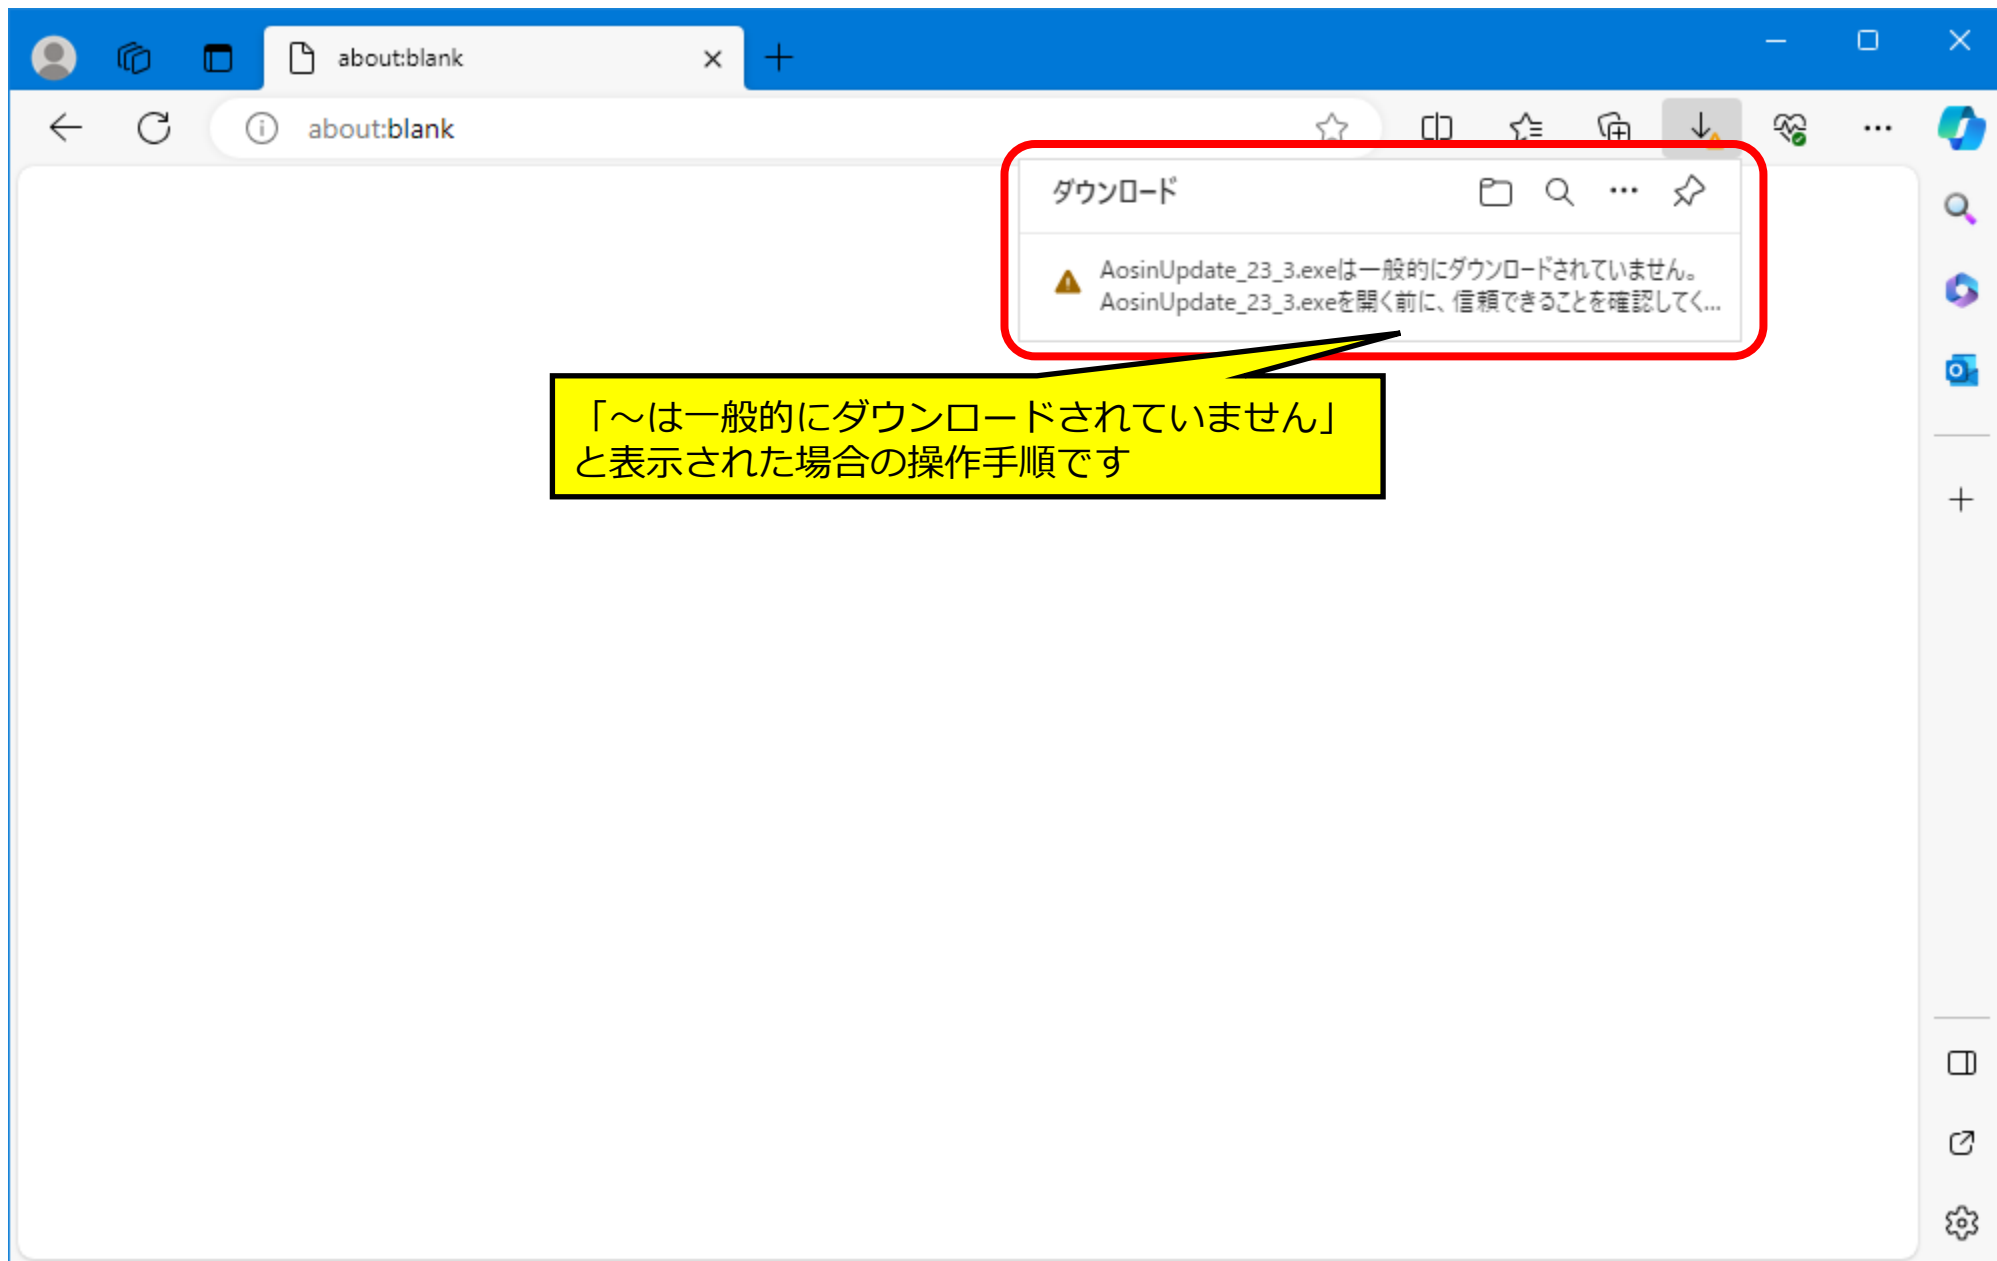 about:blank
about:blank
ダウンロード
AosinUpdate_23_3.exeは一般的にダウンロードされていません。
AosinUpdate_23_3.exeを開く前に、信頼できることを確認してく...
「～は一般的にダウンロードされていません」
と表示された場合の操作手順です